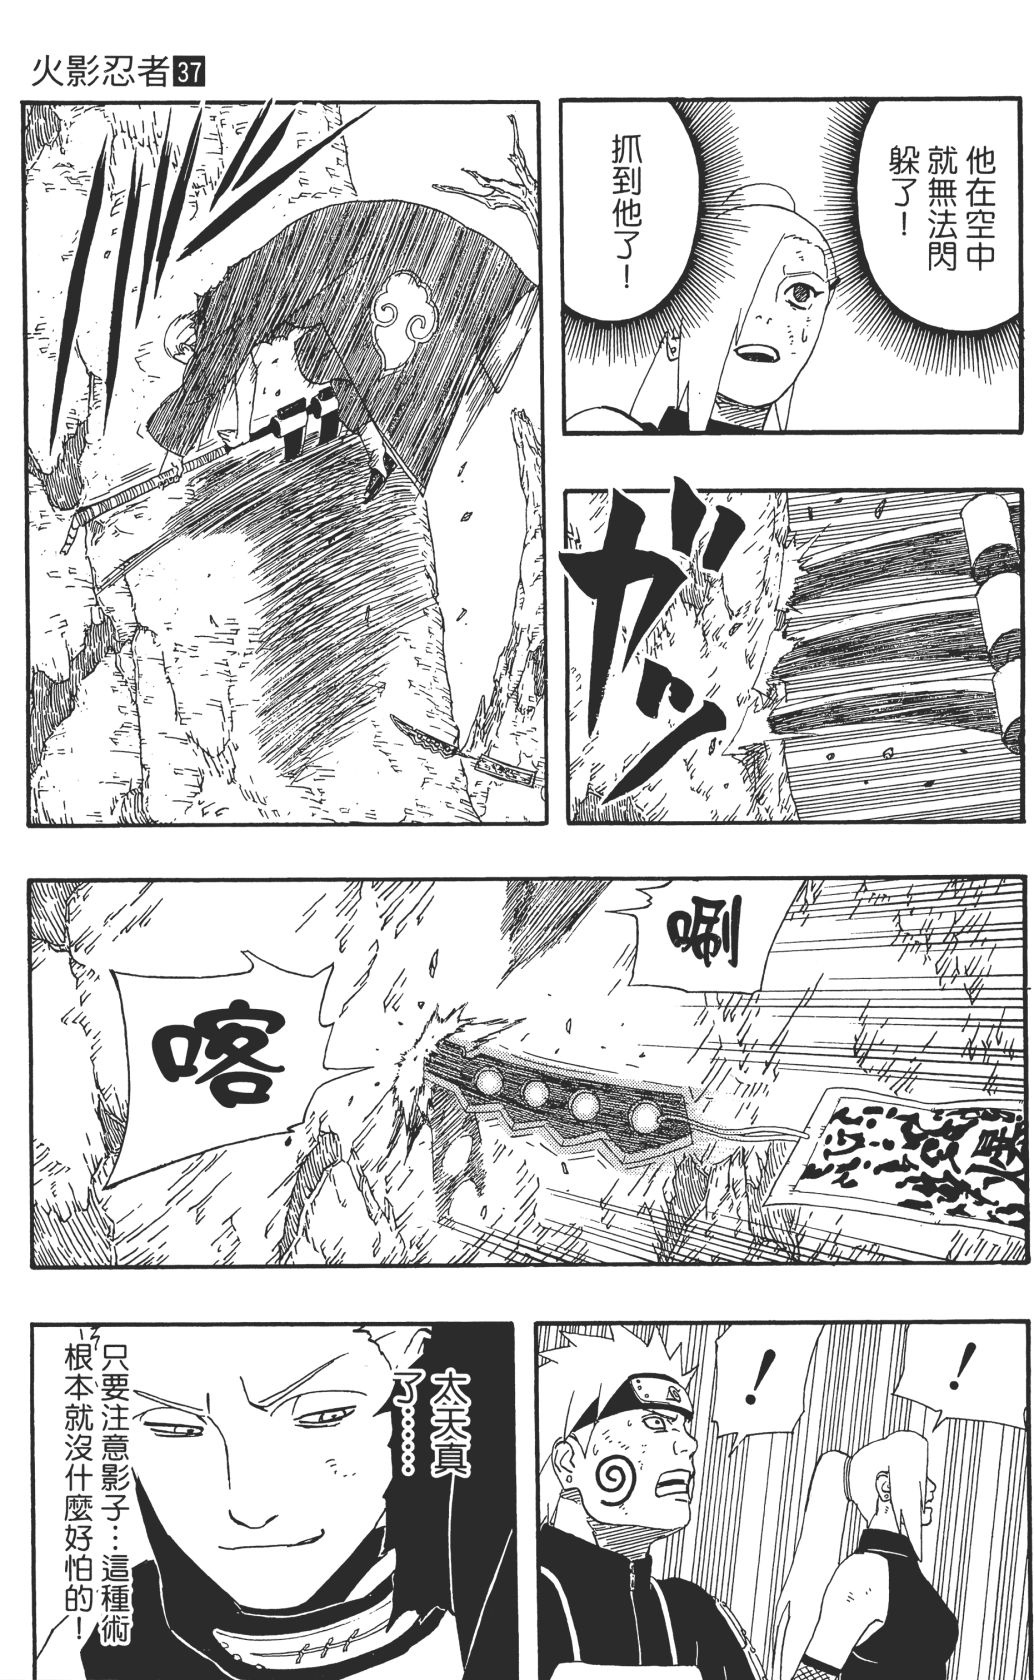 火影忍者37
他在空中
就無法閃
躲了！
抓到他了！
ガッ
唰
喀
！
！
太天真
了……
只要注意影子…這種術
根本就沒什麼好怕的！